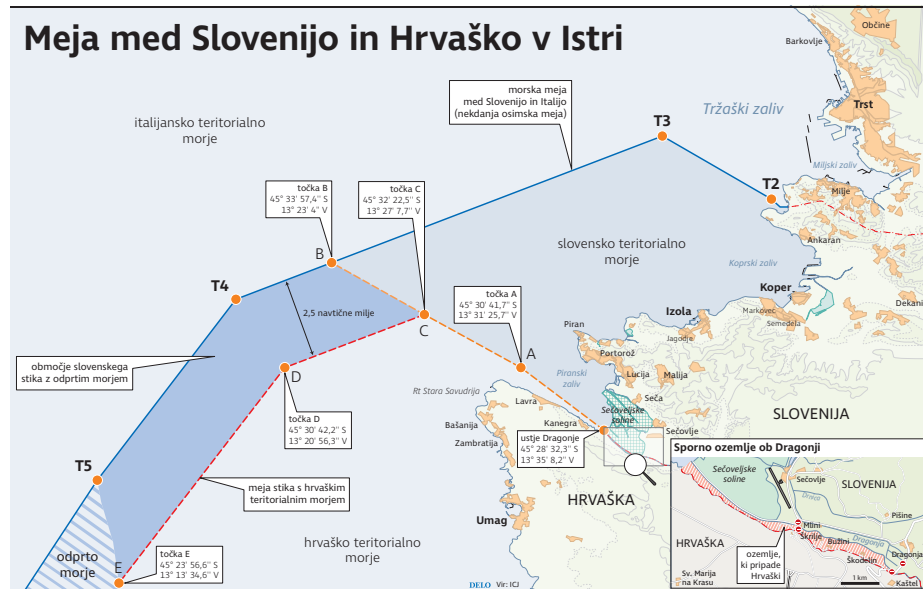 Meja med Slovenijo in Hrvaško v Istri
Občine
Barkovlje
morska meja
med Slovenijo in Italijo
(nekdanja osimska meja)
Tržaški zaliv
Trst
italijansko teritorialno
morje
T3
Miljski zaliv
točka B
45° 33' 57,4'' S
13° 23' 4'' V
točka C
45° 32' 22,5'' S
13° 27' 7,7'' V
T2
Milje
B
slovensko teritorialno
morje
Ankaran
Koprski zaliv
T4
točka A
45° 30' 41,7'' S
13° 31' 25,7'' V
Koper
Dekani
2,5 navtične milje
C
Izola
Markovec
Semedela
Jagodje
Piran
območje slovenskega
stika z odprtim morjem
D
A
Portorož
Lucija
Malija
Piranski
zaliv
Rt Stara Savudrija
Seča
Lavra
Sečoveljske
soline
SLOVENIJA
točka D
45° 30' 42,2'' S
13° 20' 56,3'' V
Bašanija
Kanegra
Zambratija
ustje Dragonje
45° 28' 32,3'' S
13° 35' 8,2'' V
Sečovlje
Sporno ozemlje ob Dragonji
T5
meja stika s hrvaškim
teritorialnim morjem
HRVAŠKA
Umag
Sečoveljske
soline
Sečovlje
SLOVENIJA
Drnica
Pišine
odprto
morje
E
točka E
45° 23' 56,6'' S
13° 13' 34,6'' V
hrvaško teritorialno
morje
HRVAŠKA
Mlini
Škrilje
Bužini
Dragonja
Škodelin
Dragonja
ozemlje,
ki pripade
Hrvaški
Sv. Marija
na Krasu
1 km
Kaštel
DELO Vir: ICJ